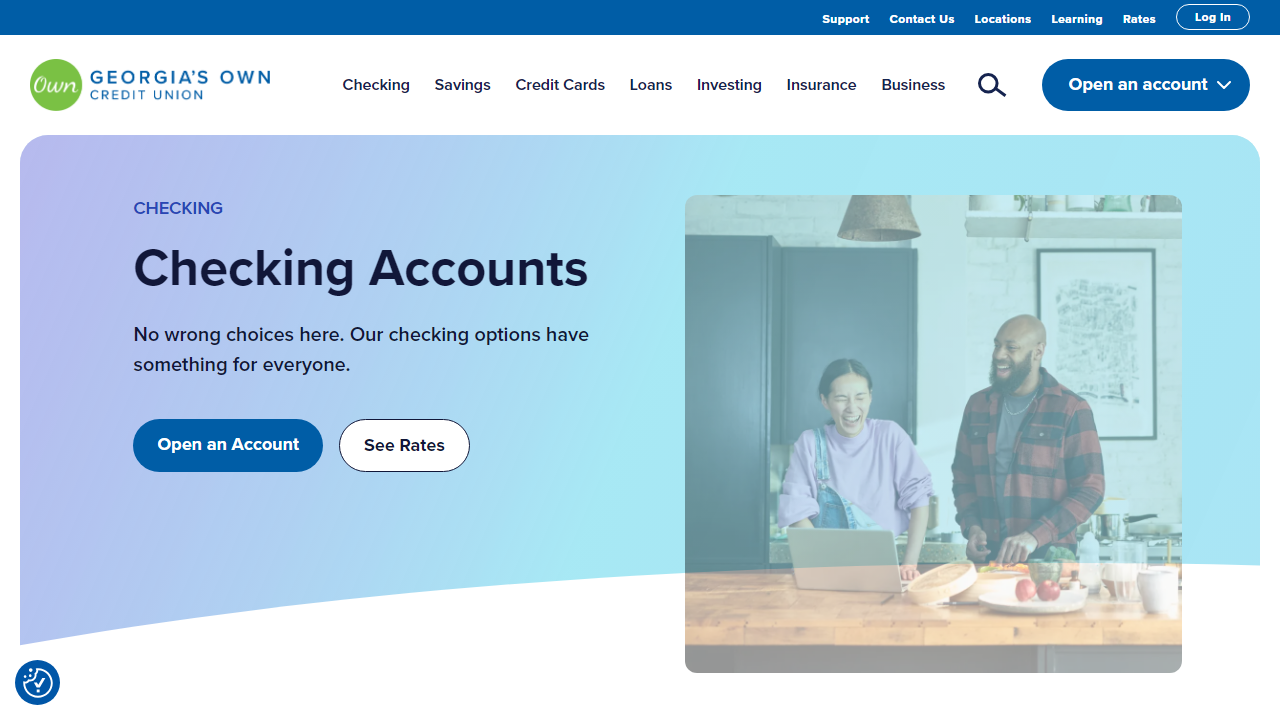 Support Contact Us Locations Learning Rates Log In
Own GEORGIA'S OWN
CREDIT UNION
Checking Savings Credit Cards Loans Investing Insurance Business Open an account
CHECKING
Checking Accounts
No wrong choices here. Our checking options have
something for everyone.
Open an Account See Rates